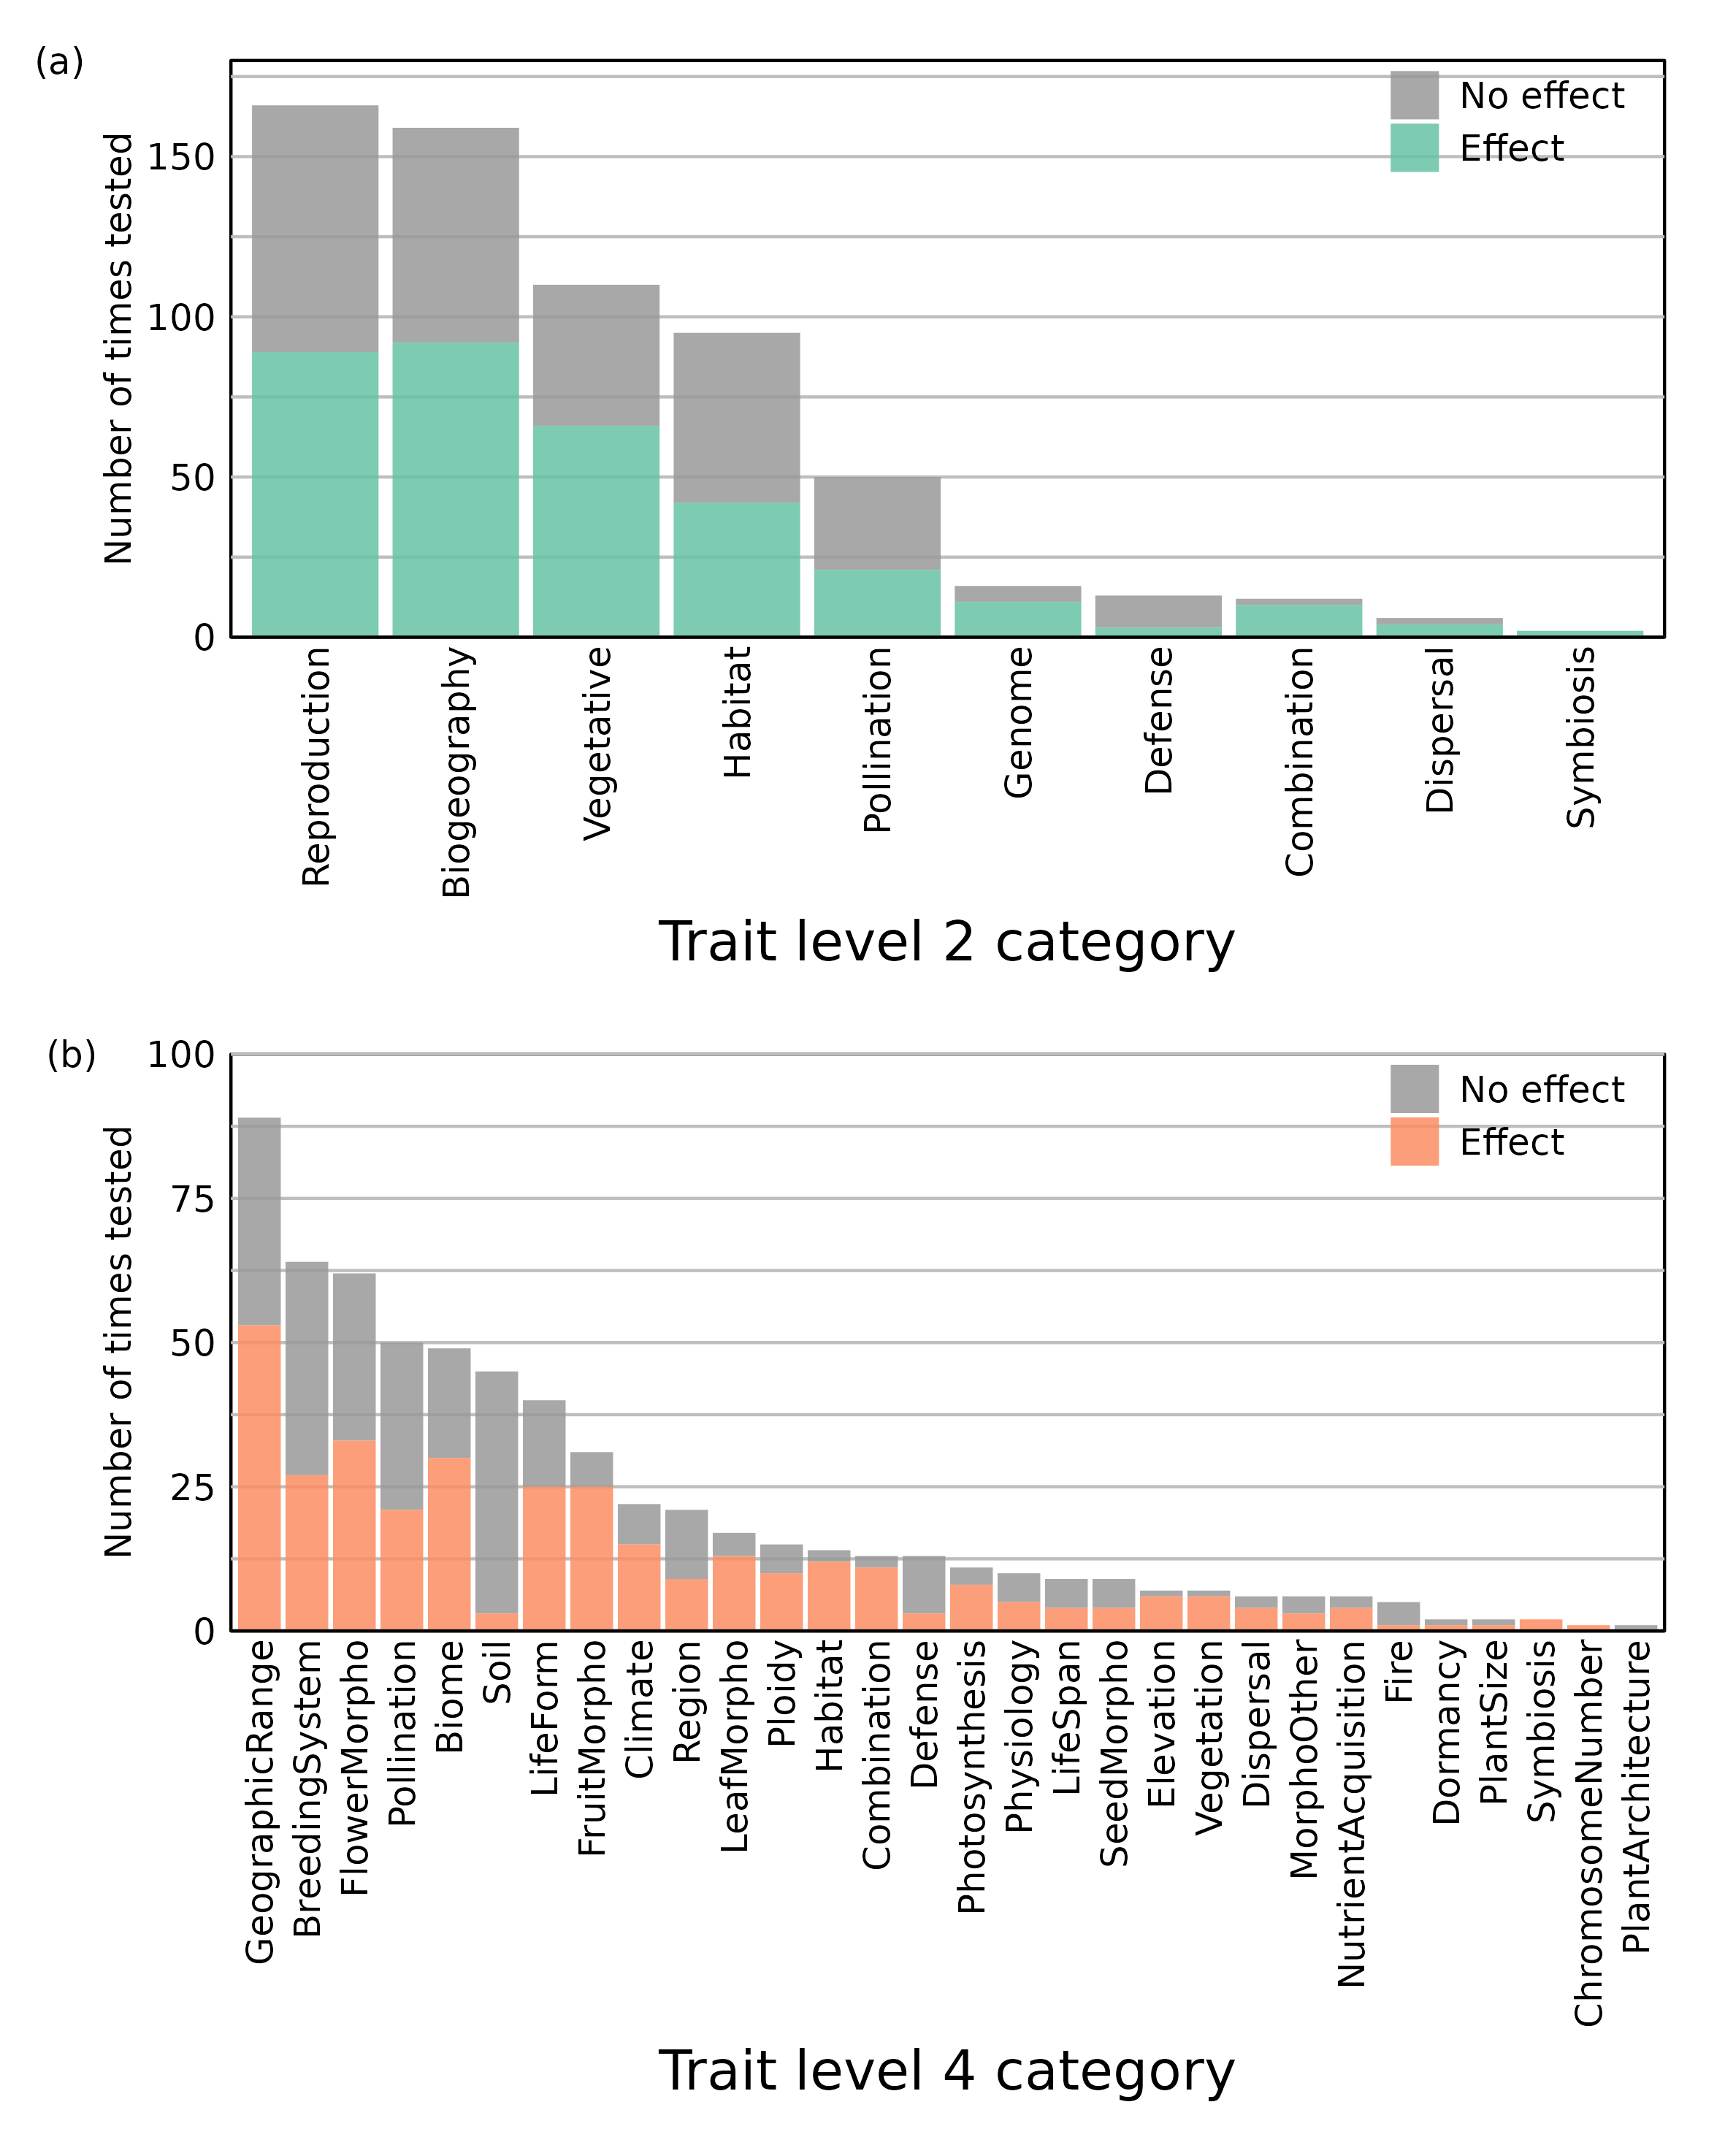 (a)
No effect
Effect
Number of times tested
150
100
50
0
Reproduction
Biogeography
Vegetative
Habitat
Pollination
Genome
Defense
Combination
Dispersal
Symbiosis
Trait level 2 category
(b)
No effect
Effect
Number of times tested
100
75
50
25
0
GeographicRange
BreedingSystem
FlowerMorpho
Pollination
Biome
Soil
LifeForm
FruitMorpho
Climate
Region
LeafMorpho
Ploidy
Habitat
Combination
Defense
Photosynthesis
Physiology
LifeSpan
SeedMorpho
Elevation
Vegetation
Dispersal
MorphoOther
NutrientAcquisition
Fire
Dormancy
PlantSize
Symbiosis
ChromosomeNumber
PlantArchitecture
Trait level 4 category